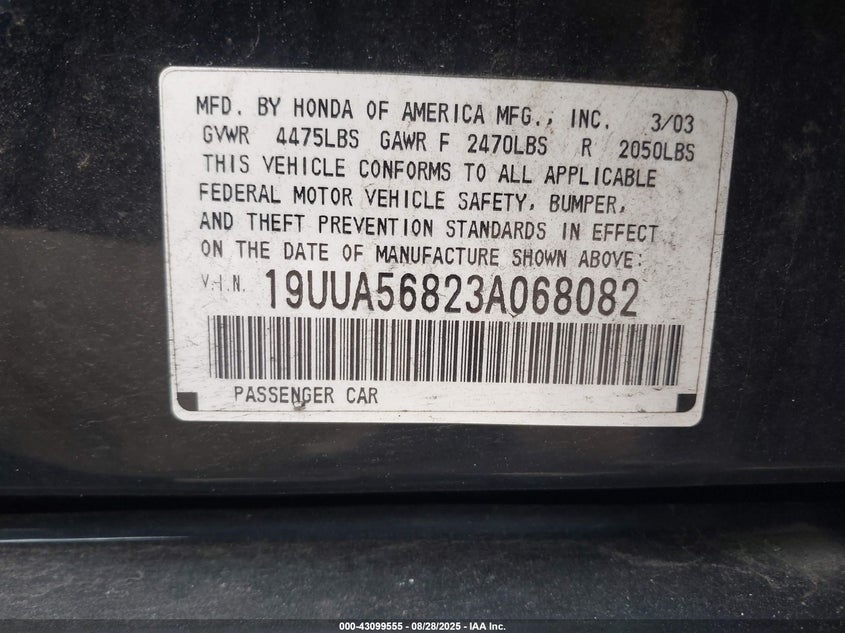 MFD. BY HONDA OF AMERICA MFG., INC. 3/03
GVWR 4475LBS GAWR F 2470LBS R 2050LBS
THIS VEHICLE CONFORMS TO ALL APPLICABLE
FEDERAL MOTOR VEHICLE SAFETY, BUMPER,
AND THEFT PREVENTION STANDARDS IN EFFECT
ON THE DATE OF MANUFACTURE SHOWN ABOVE:
V.I.N. 19UUA56823A068082
PASSENGER CAR
000-43099555 - 08/28/2025 - IAA Inc.